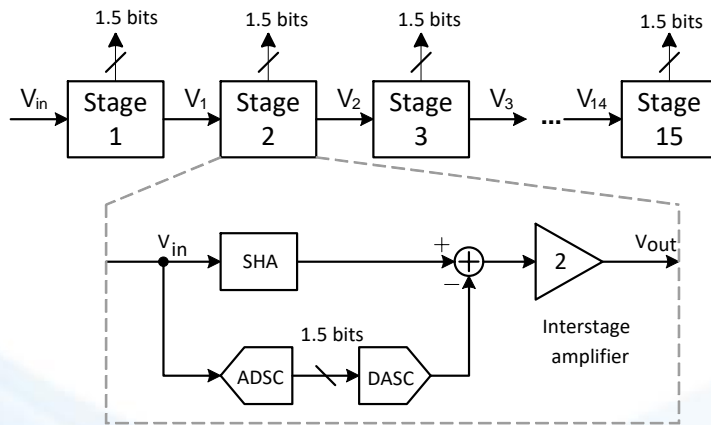 1.5 bits 1.5 bits 1.5 bits 1.5 bits
Vin Stage 1 V1 Stage 2 V2 Stage 3 V3 ... V14 Stage 15
Vin SHA + − 2 Vout
1.5 bits
ADSC DASC
Interstage
amplifier